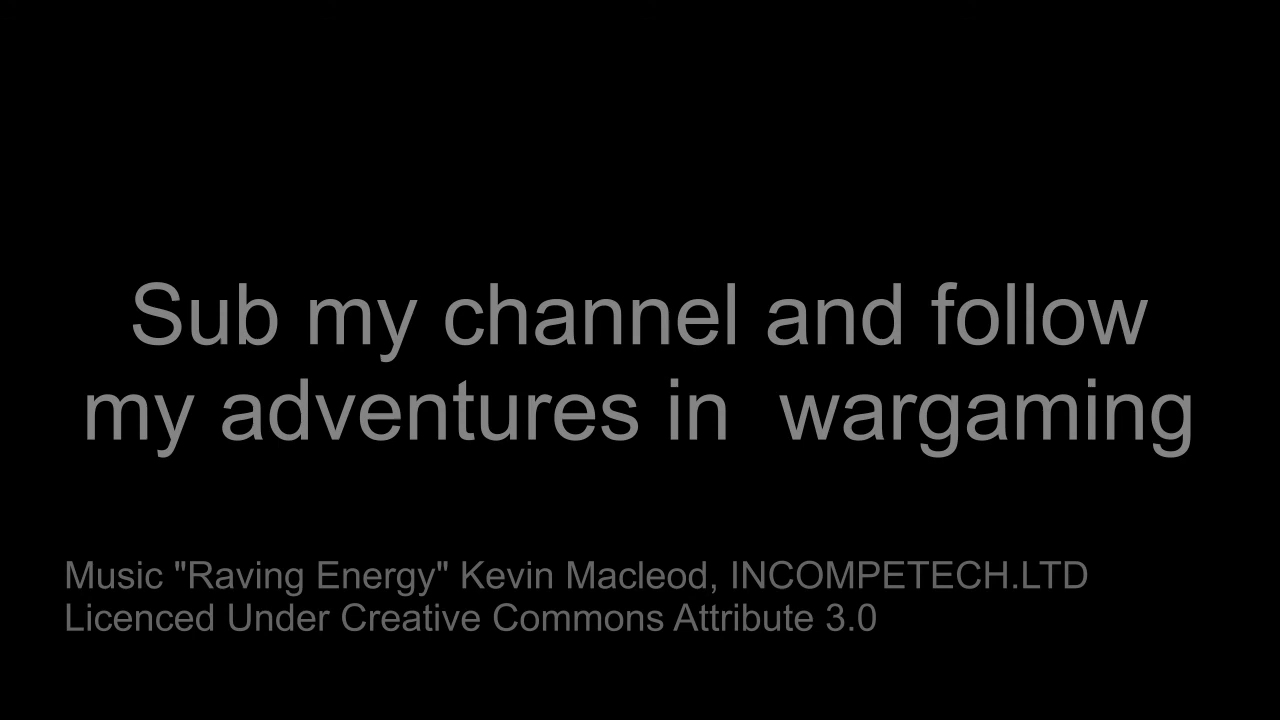 Sub my channel and follow
my adventures in  wargaming
Music "Raving Energy" Kevin Macleod, INCOMPETECH.LTD
Licenced Under Creative Commons Attribute 3.0